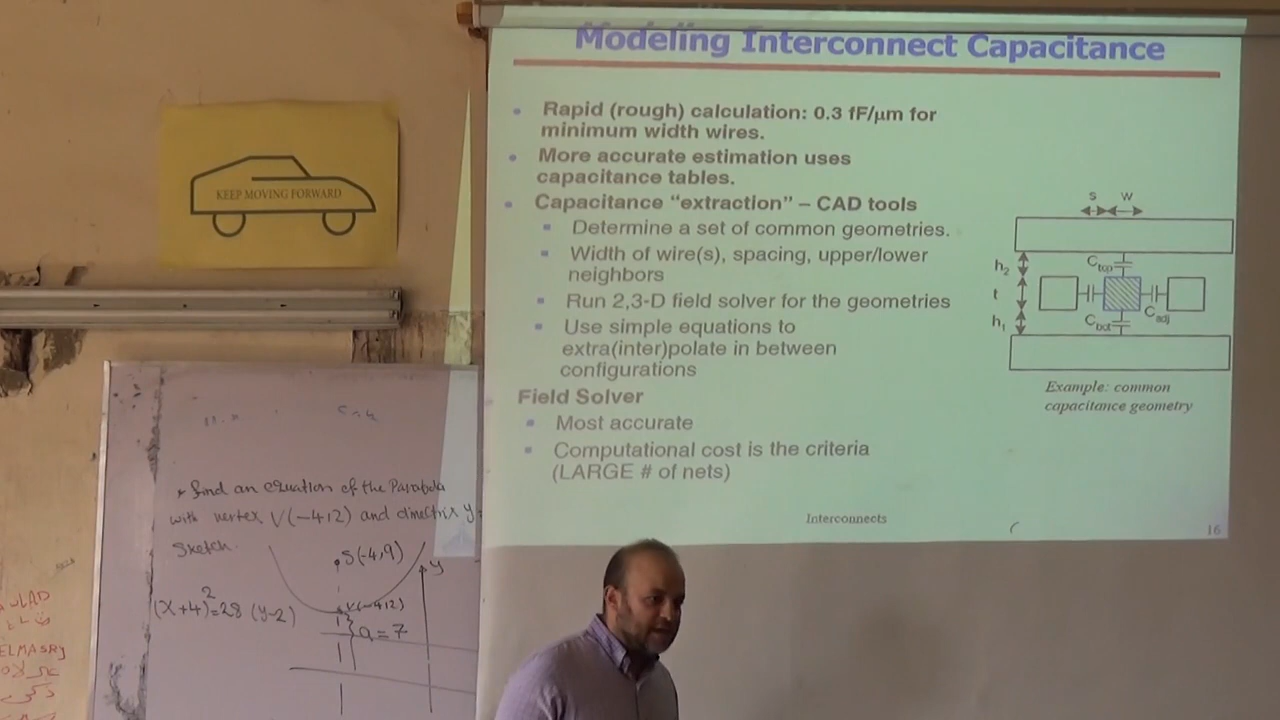 Modeling Interconnect Capacitance
• Rapid (rough) calculation: 0.3 fF/μm for
minimum width wires.
• More accurate estimation uses
capacitance tables.
• Capacitance “extraction” – CAD tools
▪ Determine a set of common geometries.
▪ Width of wire(s), spacing, upper/lower
neighbors
▪ Run 2,3-D field solver for the geometries
▪ Use simple equations to
extra(inter)polate in between
configurations
Field Solver
▪ Most accurate
▪ Computational cost is the criteria
(LARGE # of nets)
s w
h2
Ctop
t
Cadj
h1
Cbot
Example: common
capacitance geometry
Interconnects
16
KEEP MOVING FORWARD
find an equation of the Parabola
with vertex V(-4,2) and directrix y=
Sketch.
S(-4,9)
y
(x+4)²=28 (y-2)
V(-4,2)
a=7
ELMASRY